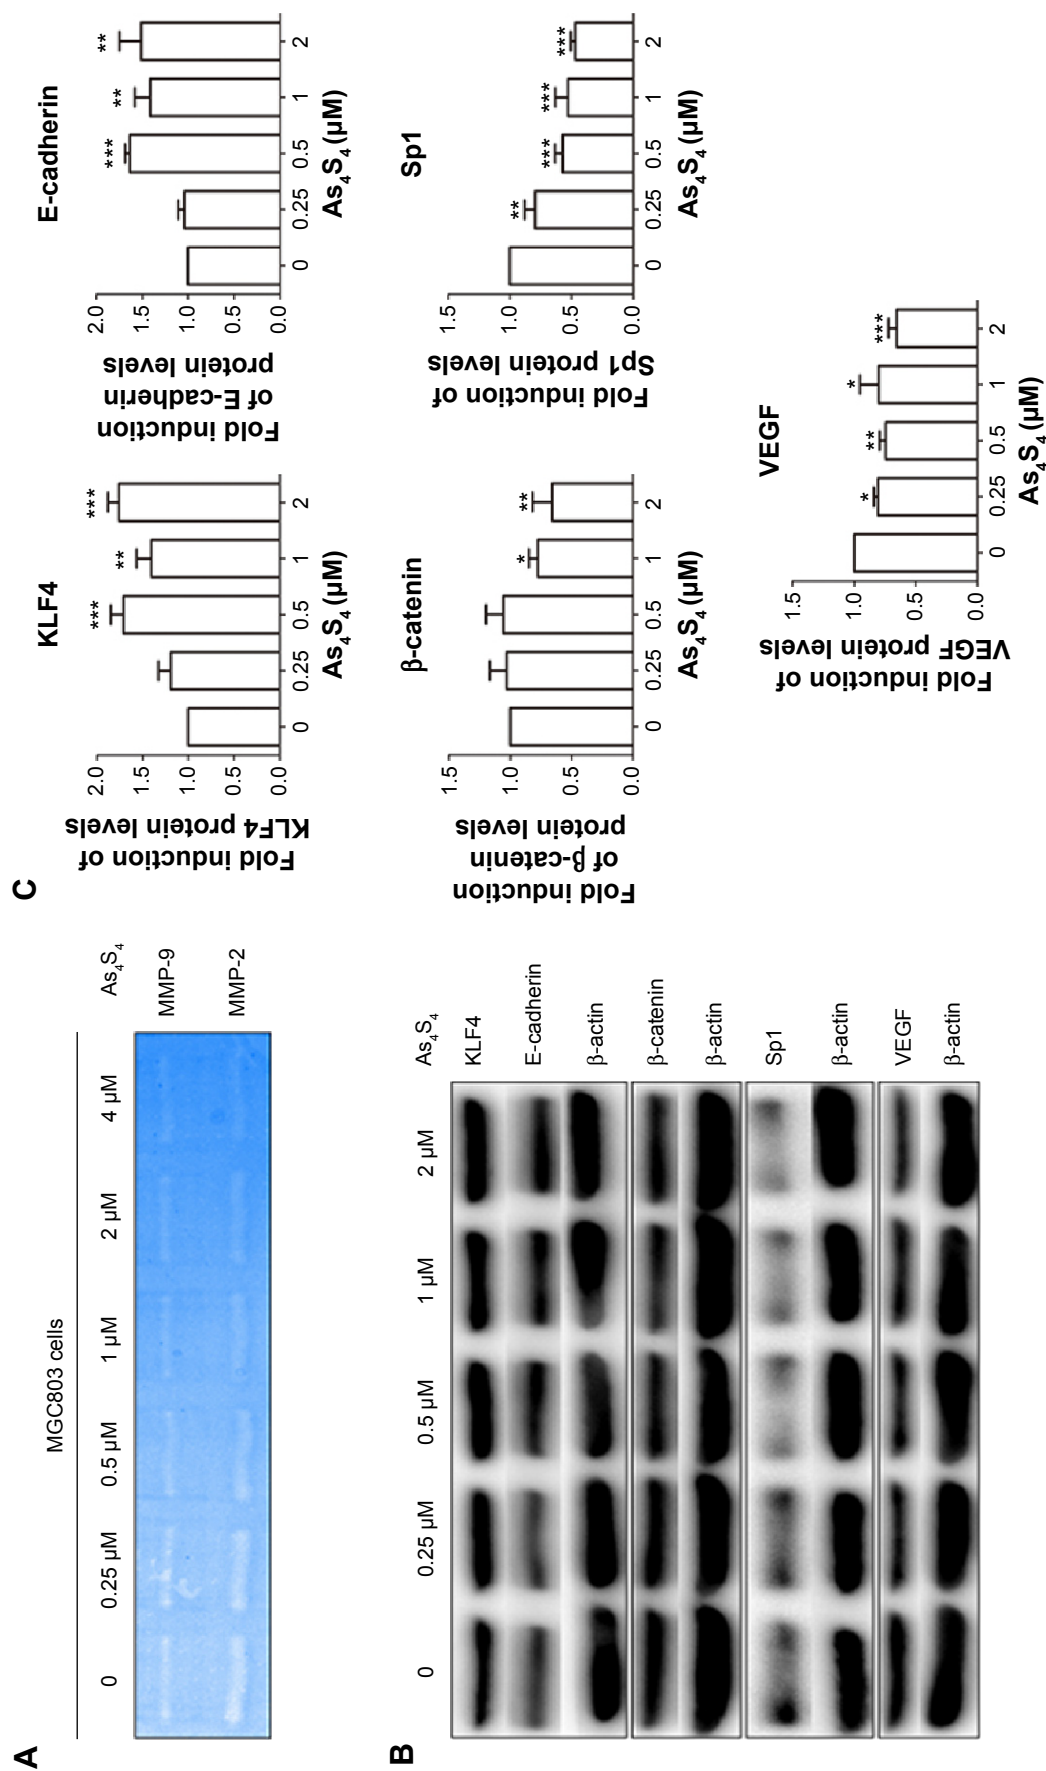 A
MGC803 cells
0 0.25 µM 0.5 µM 1 µM 2 µM 4 µM As₄S₄
MMP-9
MMP-2
B
0 0.25 µM 0.5 µM 1 µM 2 µM As₄S₄
KLF4
E-cadherin
β-actin
β-catenin
β-actin
Sp1
β-actin
VEGF
β-actin
C
KLF4
Fold induction of
KLF4 protein levels
2.0
1.5
1.0
0.5
0.0
***
**
***
0 0.25 0.5 1 2
As₄S₄ (µM)
E-cadherin
Fold induction
of E-cadherin
protein levels
2.0
1.5
1.0
0.5
0.0
***
**
**
0 0.25 0.5 1 2
As₄S₄ (µM)
β-catenin
Fold induction
of β-catenin
protein levels
1.5
1.0
0.5
0.0
*
**
0 0.25 0.5 1 2
As₄S₄ (µM)
Sp1
Fold induction of
Sp1 protein levels
1.5
1.0
0.5
0.0
**
***
***
***
0 0.25 0.5 1 2
As₄S₄ (µM)
VEGF
Fold induction of
VEGF protein levels
1.5
1.0
0.5
0.0
*
**
*
***
0 0.25 0.5 1 2
As₄S₄ (µM)